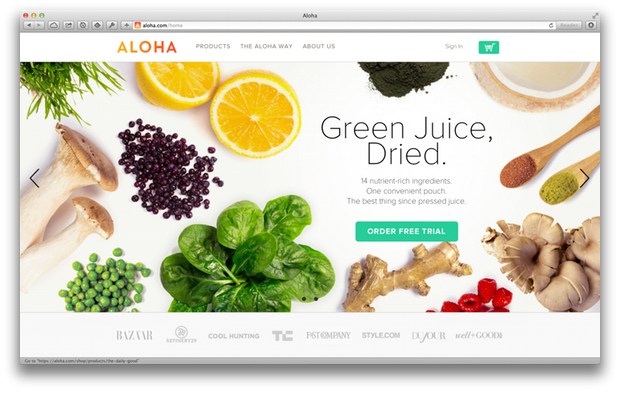 Aloha
aloha.com/home
Reader
ALOHA
PRODUCTS THE ALOHA WAY ABOUT US
Sign In
Green Juice,
Dried.
14 nutrient-rich ingredients.
One convenient pouch.
The best thing since pressed juice.
ORDER FREE TRIAL
BAZAAR REFINERY29 COOL HUNTING TC FAST COMPANY STYLE.COM DUJOUR well+GOOD
Go to "https://aloha.com/shop/products/the-daily-good"